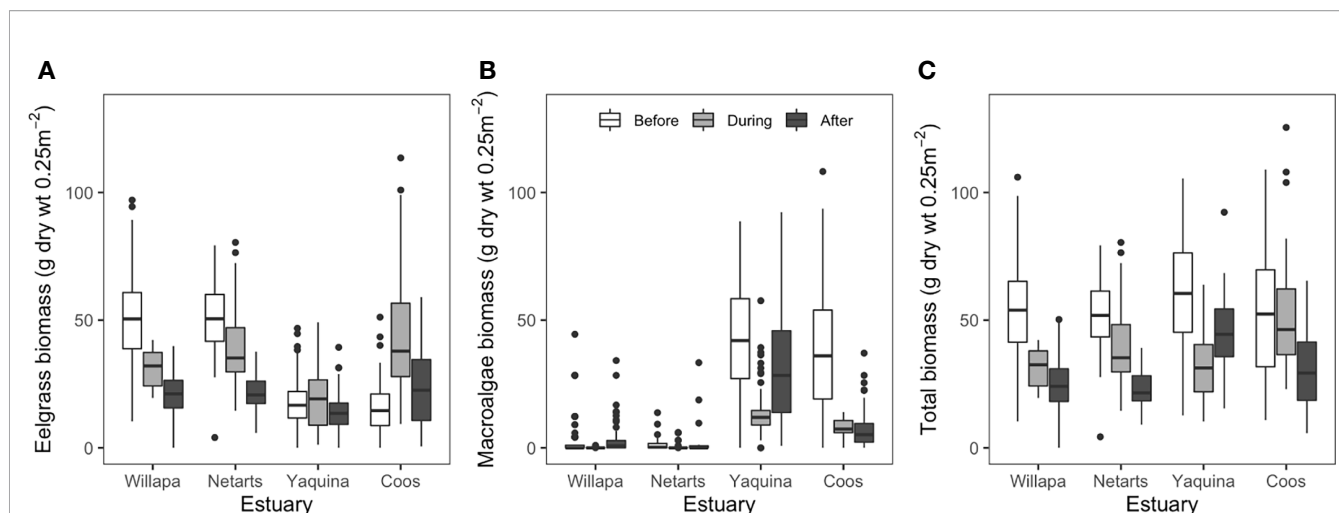 A
B
C
Eelgrass biomass (g dry wt 0.25m⁻²)
100
50
0
Willapa Netarts Yaquina Coos
Estuary
Macroalgae biomass (g dry wt 0.25m⁻²)
Before During After
100
50
0
Willapa Netarts Yaquina Coos
Estuary
Total biomass (g dry wt 0.25m⁻²)
100
50
0
Willapa Netarts Yaquina Coos
Estuary